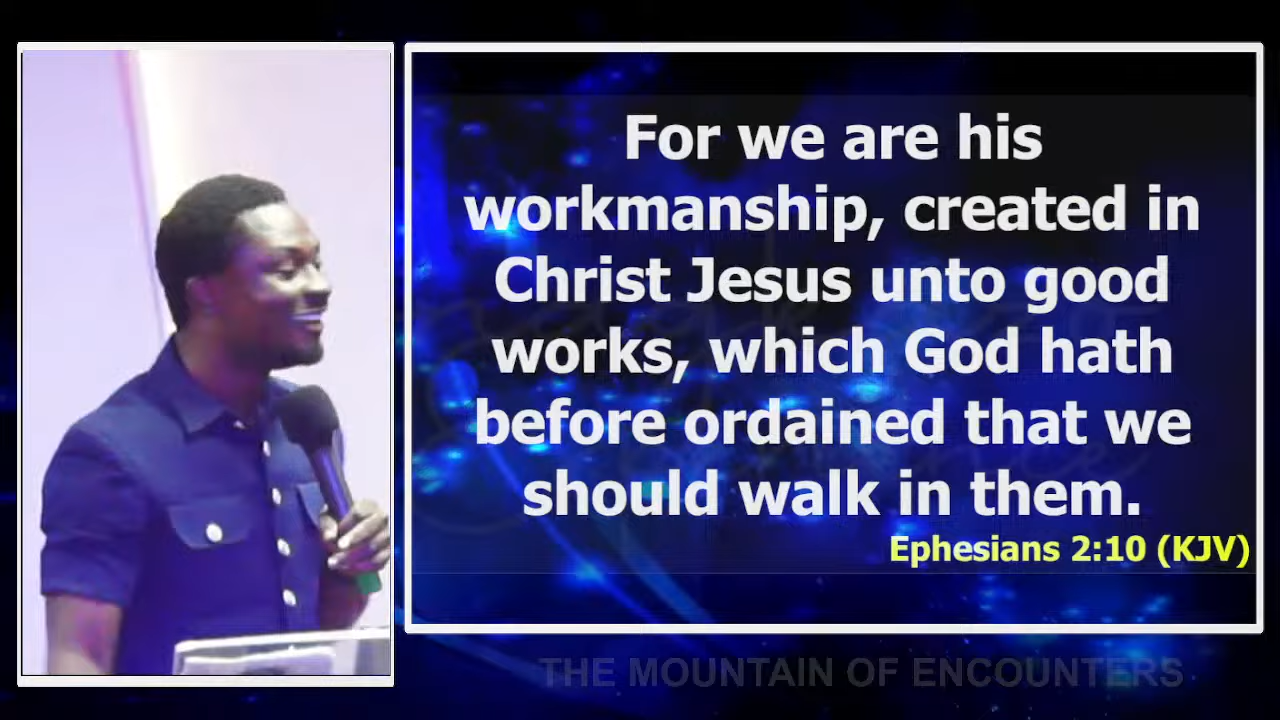 For we are his
workmanship, created in
Christ Jesus unto good
works, which God hath
before ordained that we
should walk in them.
Ephesians 2:10 (KJV)
THE MOUNTAIN OF ENCOUNTERS